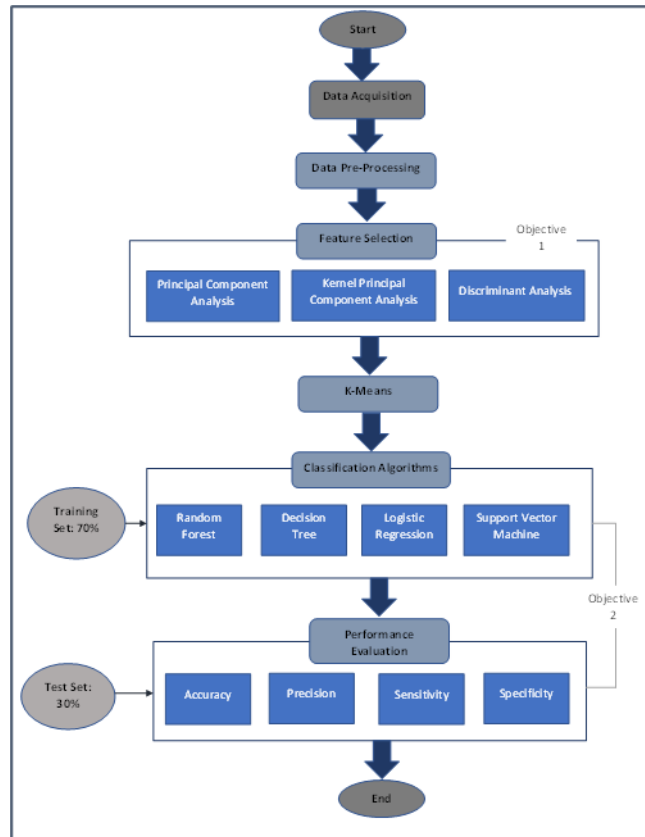 Start
Data Acquisition
Data Pre-Processing
Feature Selection
Objective
1
Principal Component
Analysis
Kernel Principal
Component Analysis
Discriminant Analysis
K-Means
Classification Algorithms
Training
Set: 70%
Random
Forest
Decision
Tree
Logistic
Regression
Support Vector
Machine
Objective
2
Performance
Evaluation
Test Set:
30%
Accuracy
Precision
Sensitivity
Specificity
End